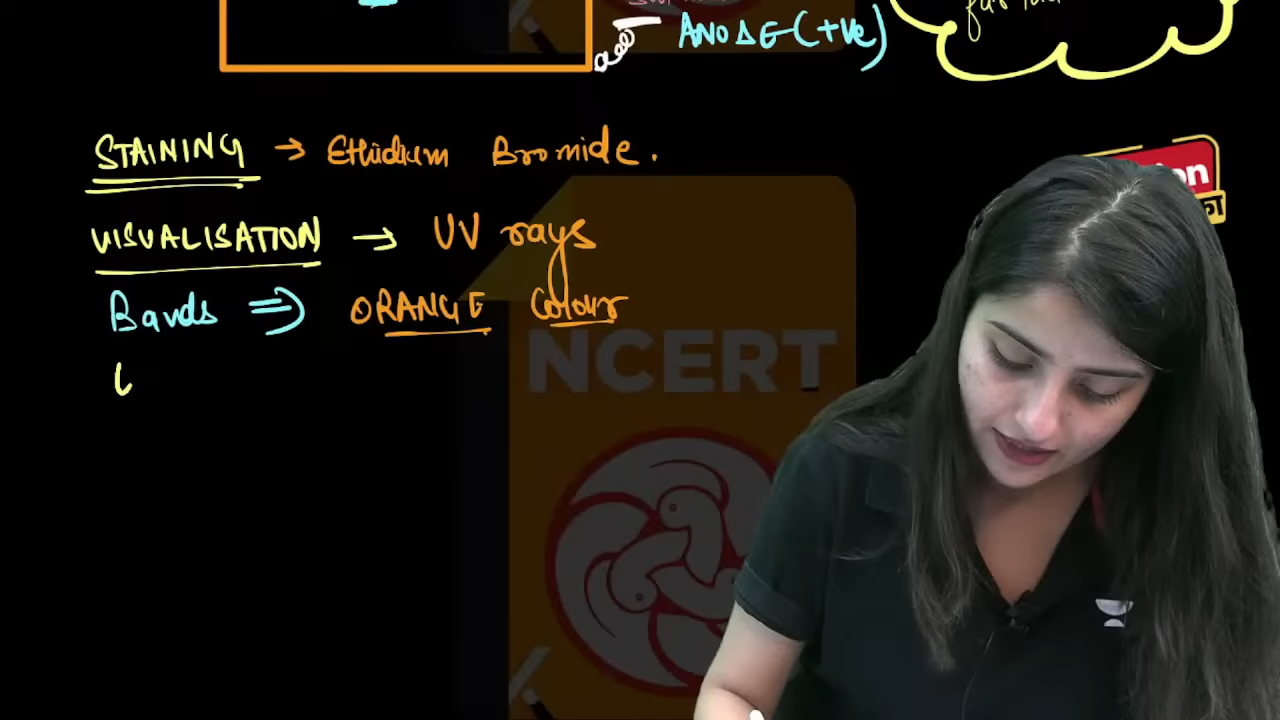 ANODE (+ve)
STAINING → Ethidium Bromide.
VISUALISATION → UV rays
Bands ⇒ ORANGE colour
NCERT